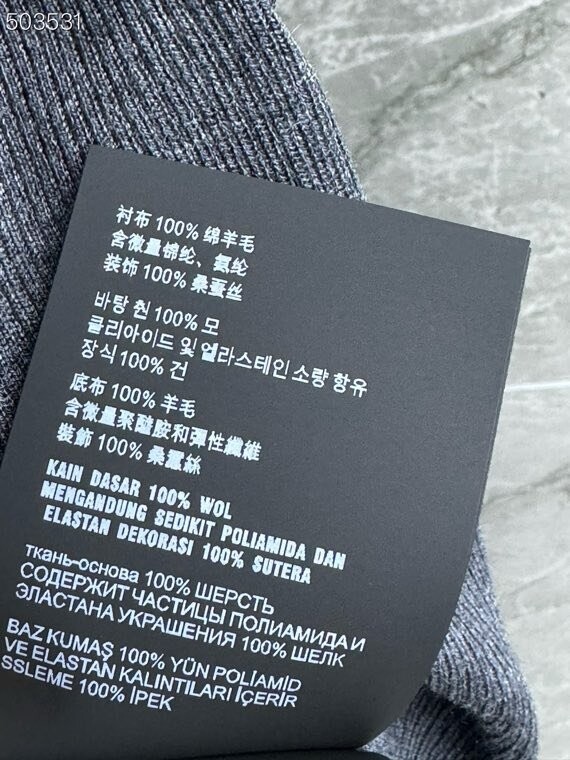 503531
衬布 100% 绵羊毛
含微量锦纶、氨纶
装饰 100% 桑蚕丝
바탕 천 100% 모
클리아이드 및 엘라스테인 소량 함유
장식 100% 건
底布 100% 羊毛
含微量聚醯胺和彈性纖維
裝飾 100% 桑蠶絲
KAIN DASAR 100% WOL
MENGANDUNG SEDIKIT POLIAMIDA DAN
ELASTAN DEKORASI 100% SUTERA
ткань-основа 100% ШЕРСТЬ
СОДЕРЖИТ ЧАСТИЦЫ ПОЛИАМИДА И
ЭЛАСТАНА УКРАШЕНИЯ 100% ШЕЛК
BAZ KUMAŞ 100% YÜN POLİAMİD
VE ELASTAN KALINTILARI İÇERİR
SSLEME 100% İPEK